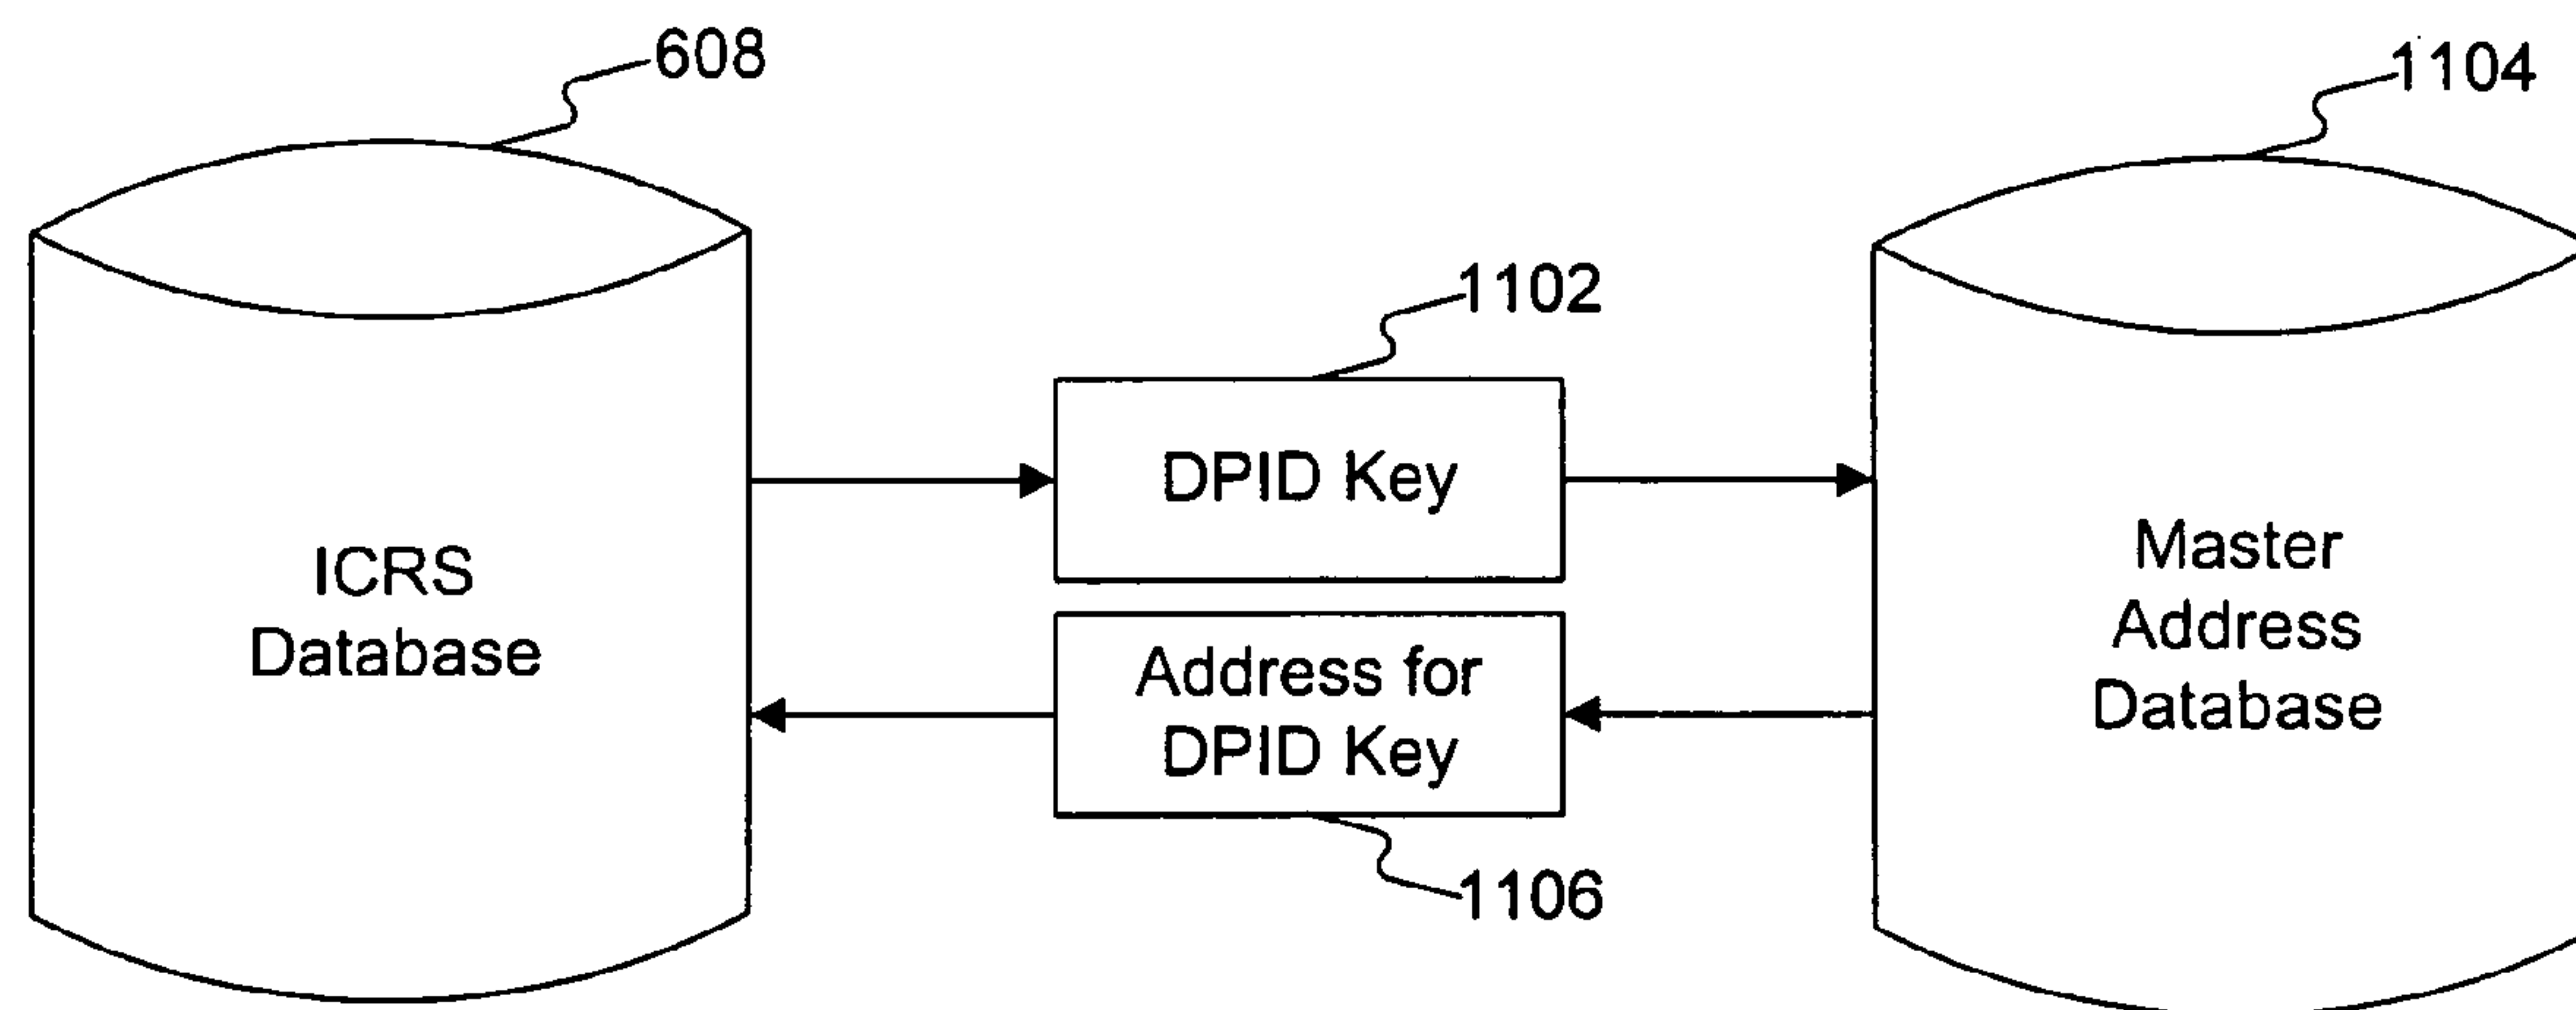 608
1104
1102
DPID Key
ICRS
Database
Master
Address
Database
Address for
DPID Key
1106